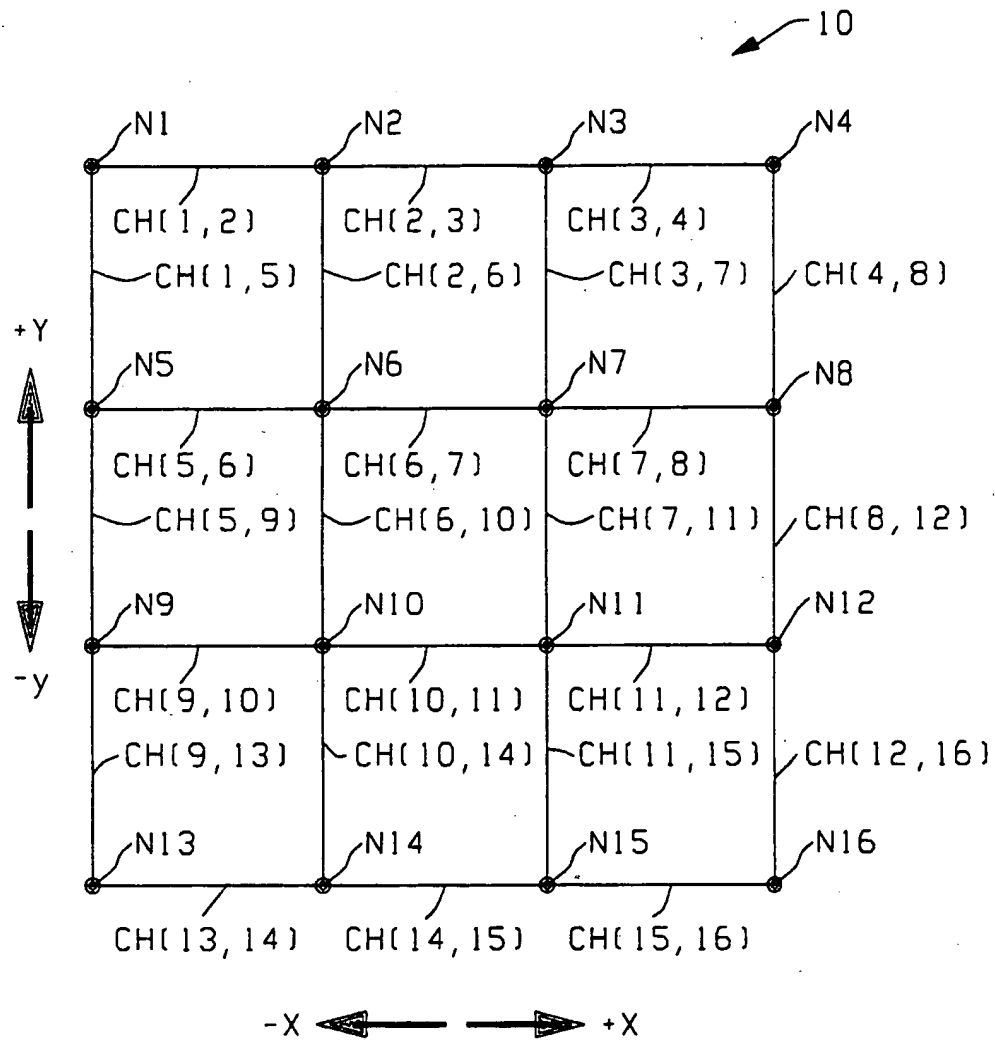 10
N1 N2 N3 N4
CH(1,2) CH(2,3) CH(3,4)
CH(1,5) CH(2,6) CH(3,7) CH(4,8)
+Y
N5 N6 N7 N8
CH(5,6) CH(6,7) CH(7,8)
CH(5,9) CH(6,10) CH(7,11) CH(8,12)
N9 N10 N11 N12
-y
CH(9,10) CH(10,11) CH(11,12)
CH(9,13) CH(10,14) CH(11,15) CH(12,16)
N13 N14 N15 N16
CH(13,14) CH(14,15) CH(15,16)
-X +X